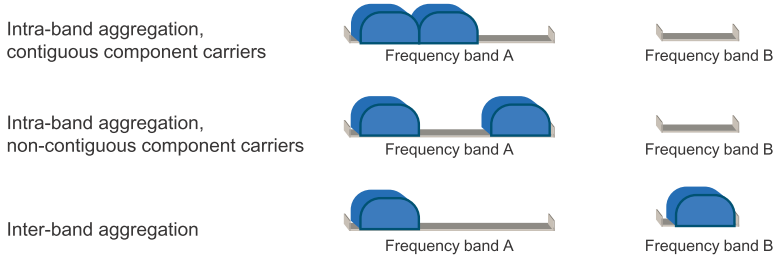 Intra-band aggregation,
contiguous component carriers
Frequency band A
Frequency band B
Intra-band aggregation,
non-contiguous component carriers
Frequency band A
Frequency band B
Inter-band aggregation
Frequency band A
Frequency band B